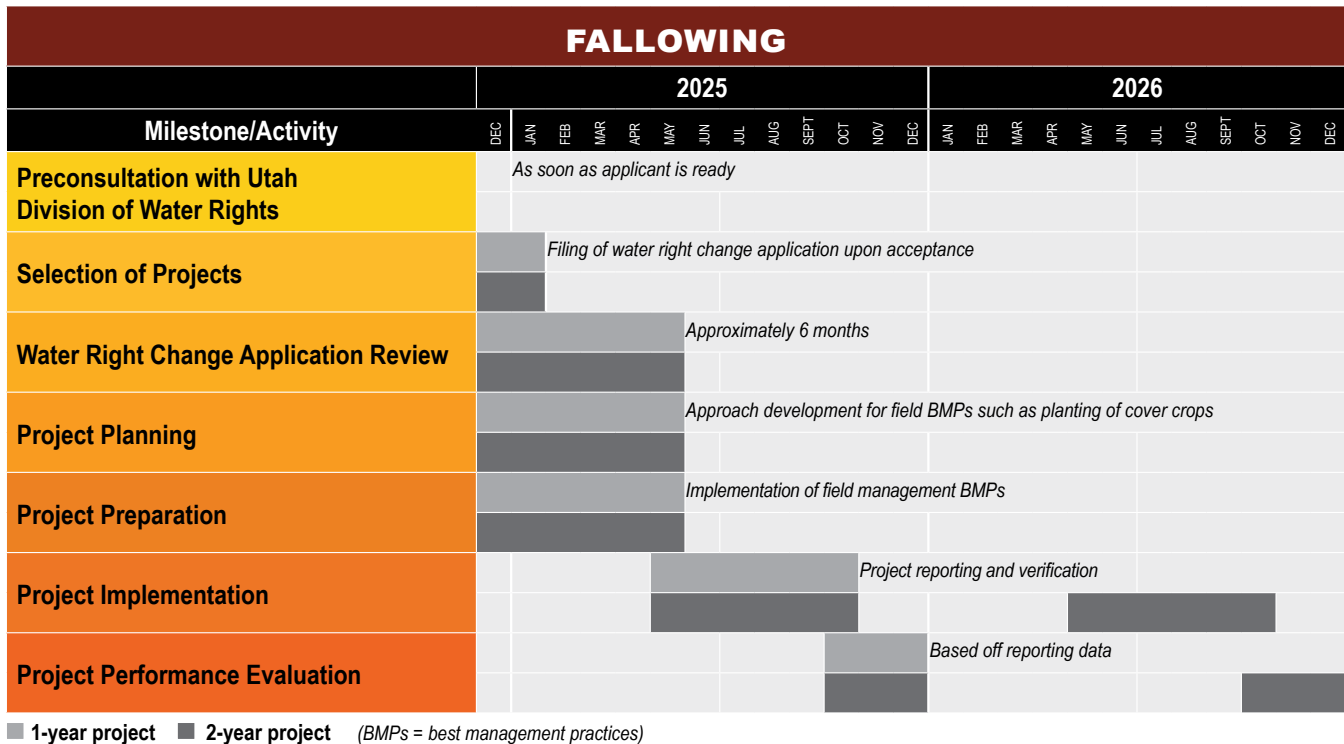 FALLOWING
2025 2026
Milestone/Activity DEC JAN FEB MAR APR MAY JUN JUL AUG SEPT OCT NOV DEC JAN FEB MAR APR MAY JUN JUL AUG SEPT OCT NOV DEC
Preconsultation with Utah
Division of Water Rights
As soon as applicant is ready
Selection of Projects
Filing of water right change application upon acceptance
Water Right Change Application Review
Approximately 6 months
Project Planning
Approach development for field BMPs such as planting of cover crops
Project Preparation
Implementation of field management BMPs
Project Implementation
Project reporting and verification
Project Performance Evaluation
Based off reporting data
1-year project 2-year project (BMPs = best management practices)